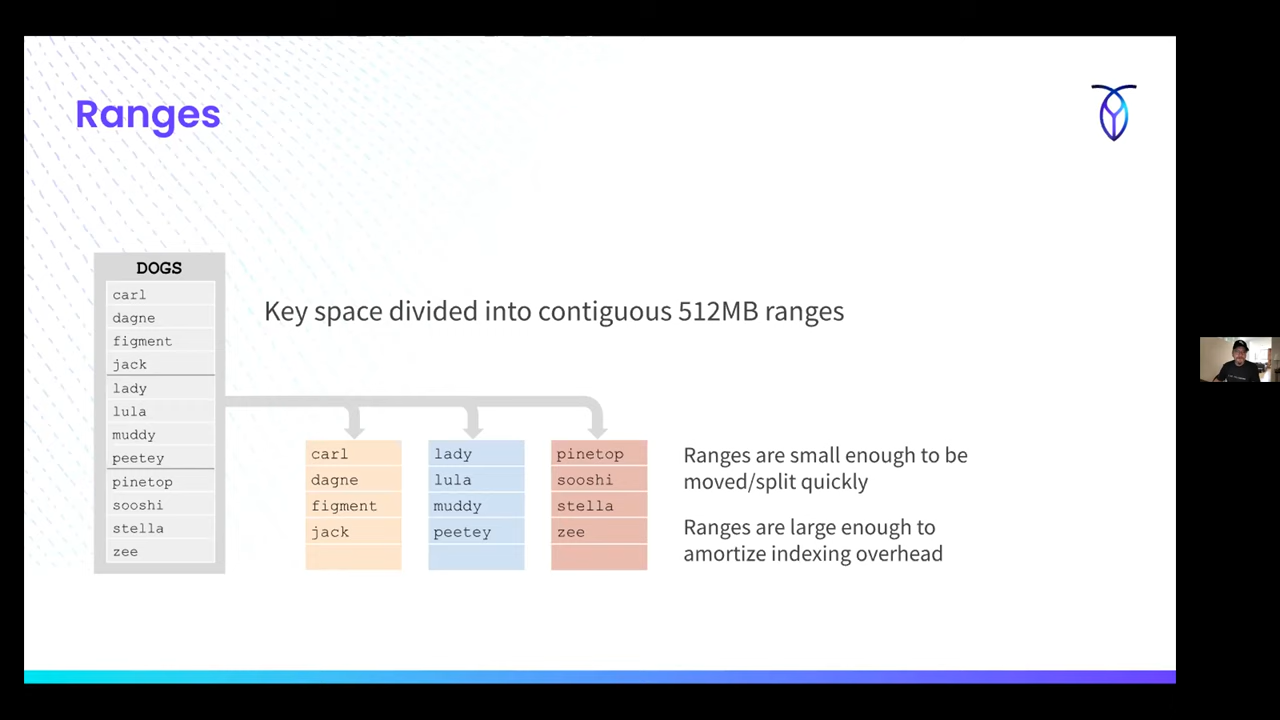 Ranges
DOGS
carl
dagne
figment
jack
lady
lula
muddy
peetey
pinetop
sooshi
stella
zee
Key space divided into contiguous 512MB ranges
carl
dagne
figment
jack
lady
lula
muddy
peetey
pinetop
sooshi
stella
zee
Ranges are small enough to be
moved/split quickly
Ranges are large enough to
amortize indexing overhead